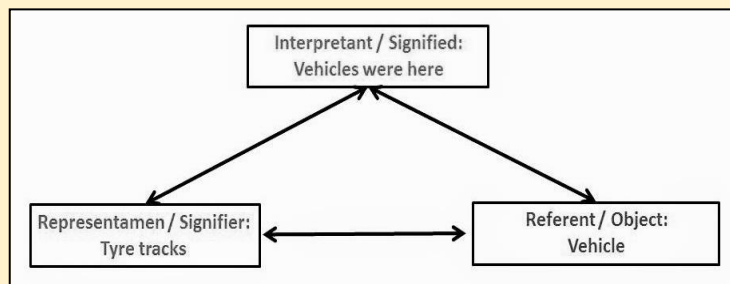 Interpretant / Signified:
Vehicles were here
Representamen / Signifier:
Tyre tracks
Referent / Object:
Vehicle